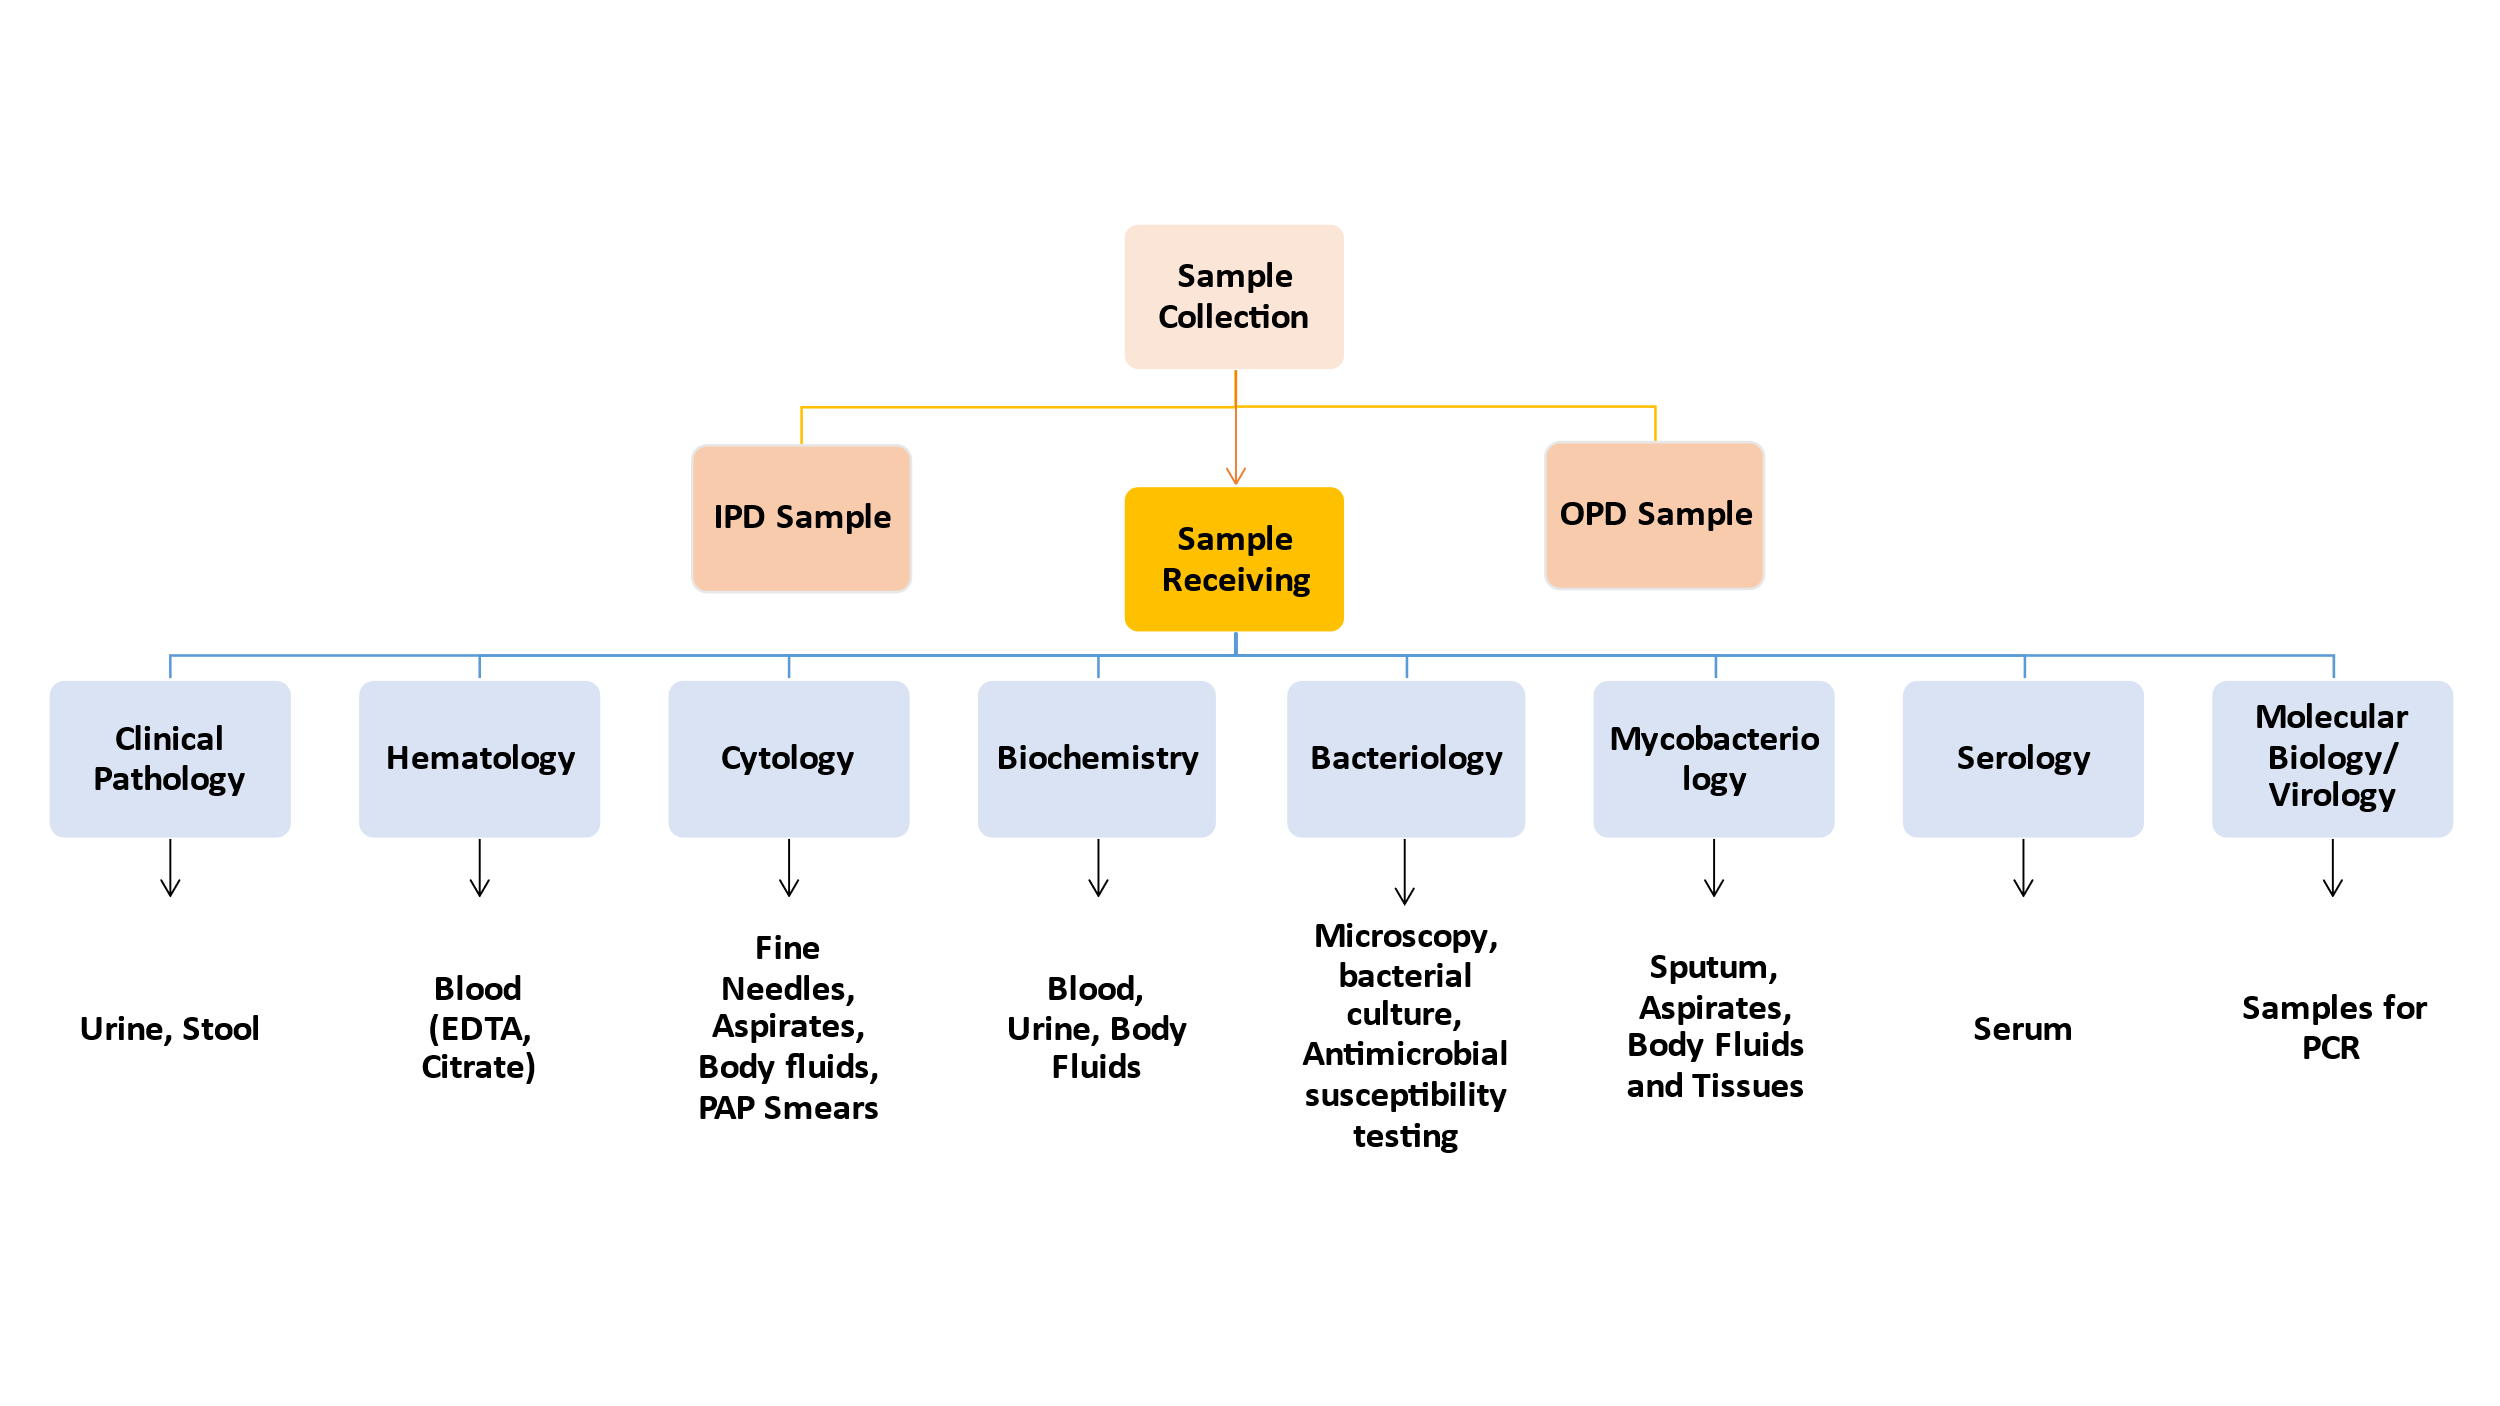 Sample
Collection
IPD Sample
OPD Sample
Sample
Receiving
Clinical
Pathology
Hematology
Cytology
Biochemistry
Bacteriology
Mycobacterio
logy
Serology
Molecular
Biology/
Virology
Urine, Stool
Blood
(EDTA,
Citrate)
Fine
Needles,
Aspirates,
Body fluids,
PAP Smears
Blood,
Urine, Body
Fluids
Microscopy,
bacterial
culture,
Antimicrobial
susceptibility
testing
Sputum,
Aspirates,
Body Fluids
and Tissues
Serum
Samples for
PCR